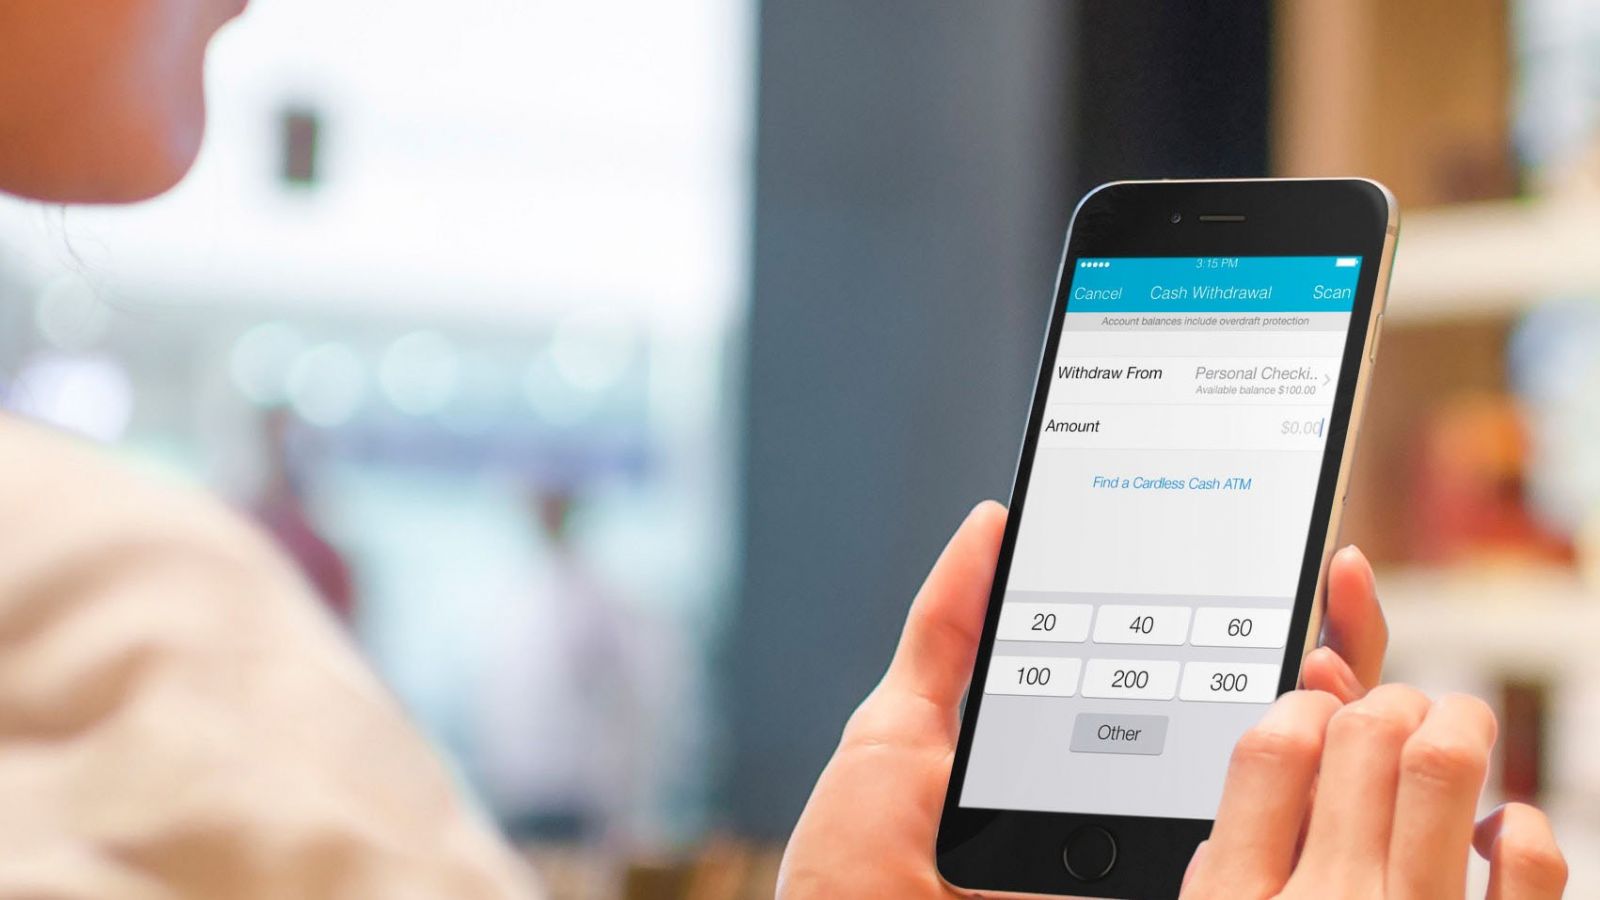 3:15 PM
Cancel Cash Withdrawal Scan
Account balances include overdraft protection
Withdraw From Personal Checki..
Available balance $100.00
Amount $0.00
Find a Cardless Cash ATM
20 40 60
100 200 300
Other